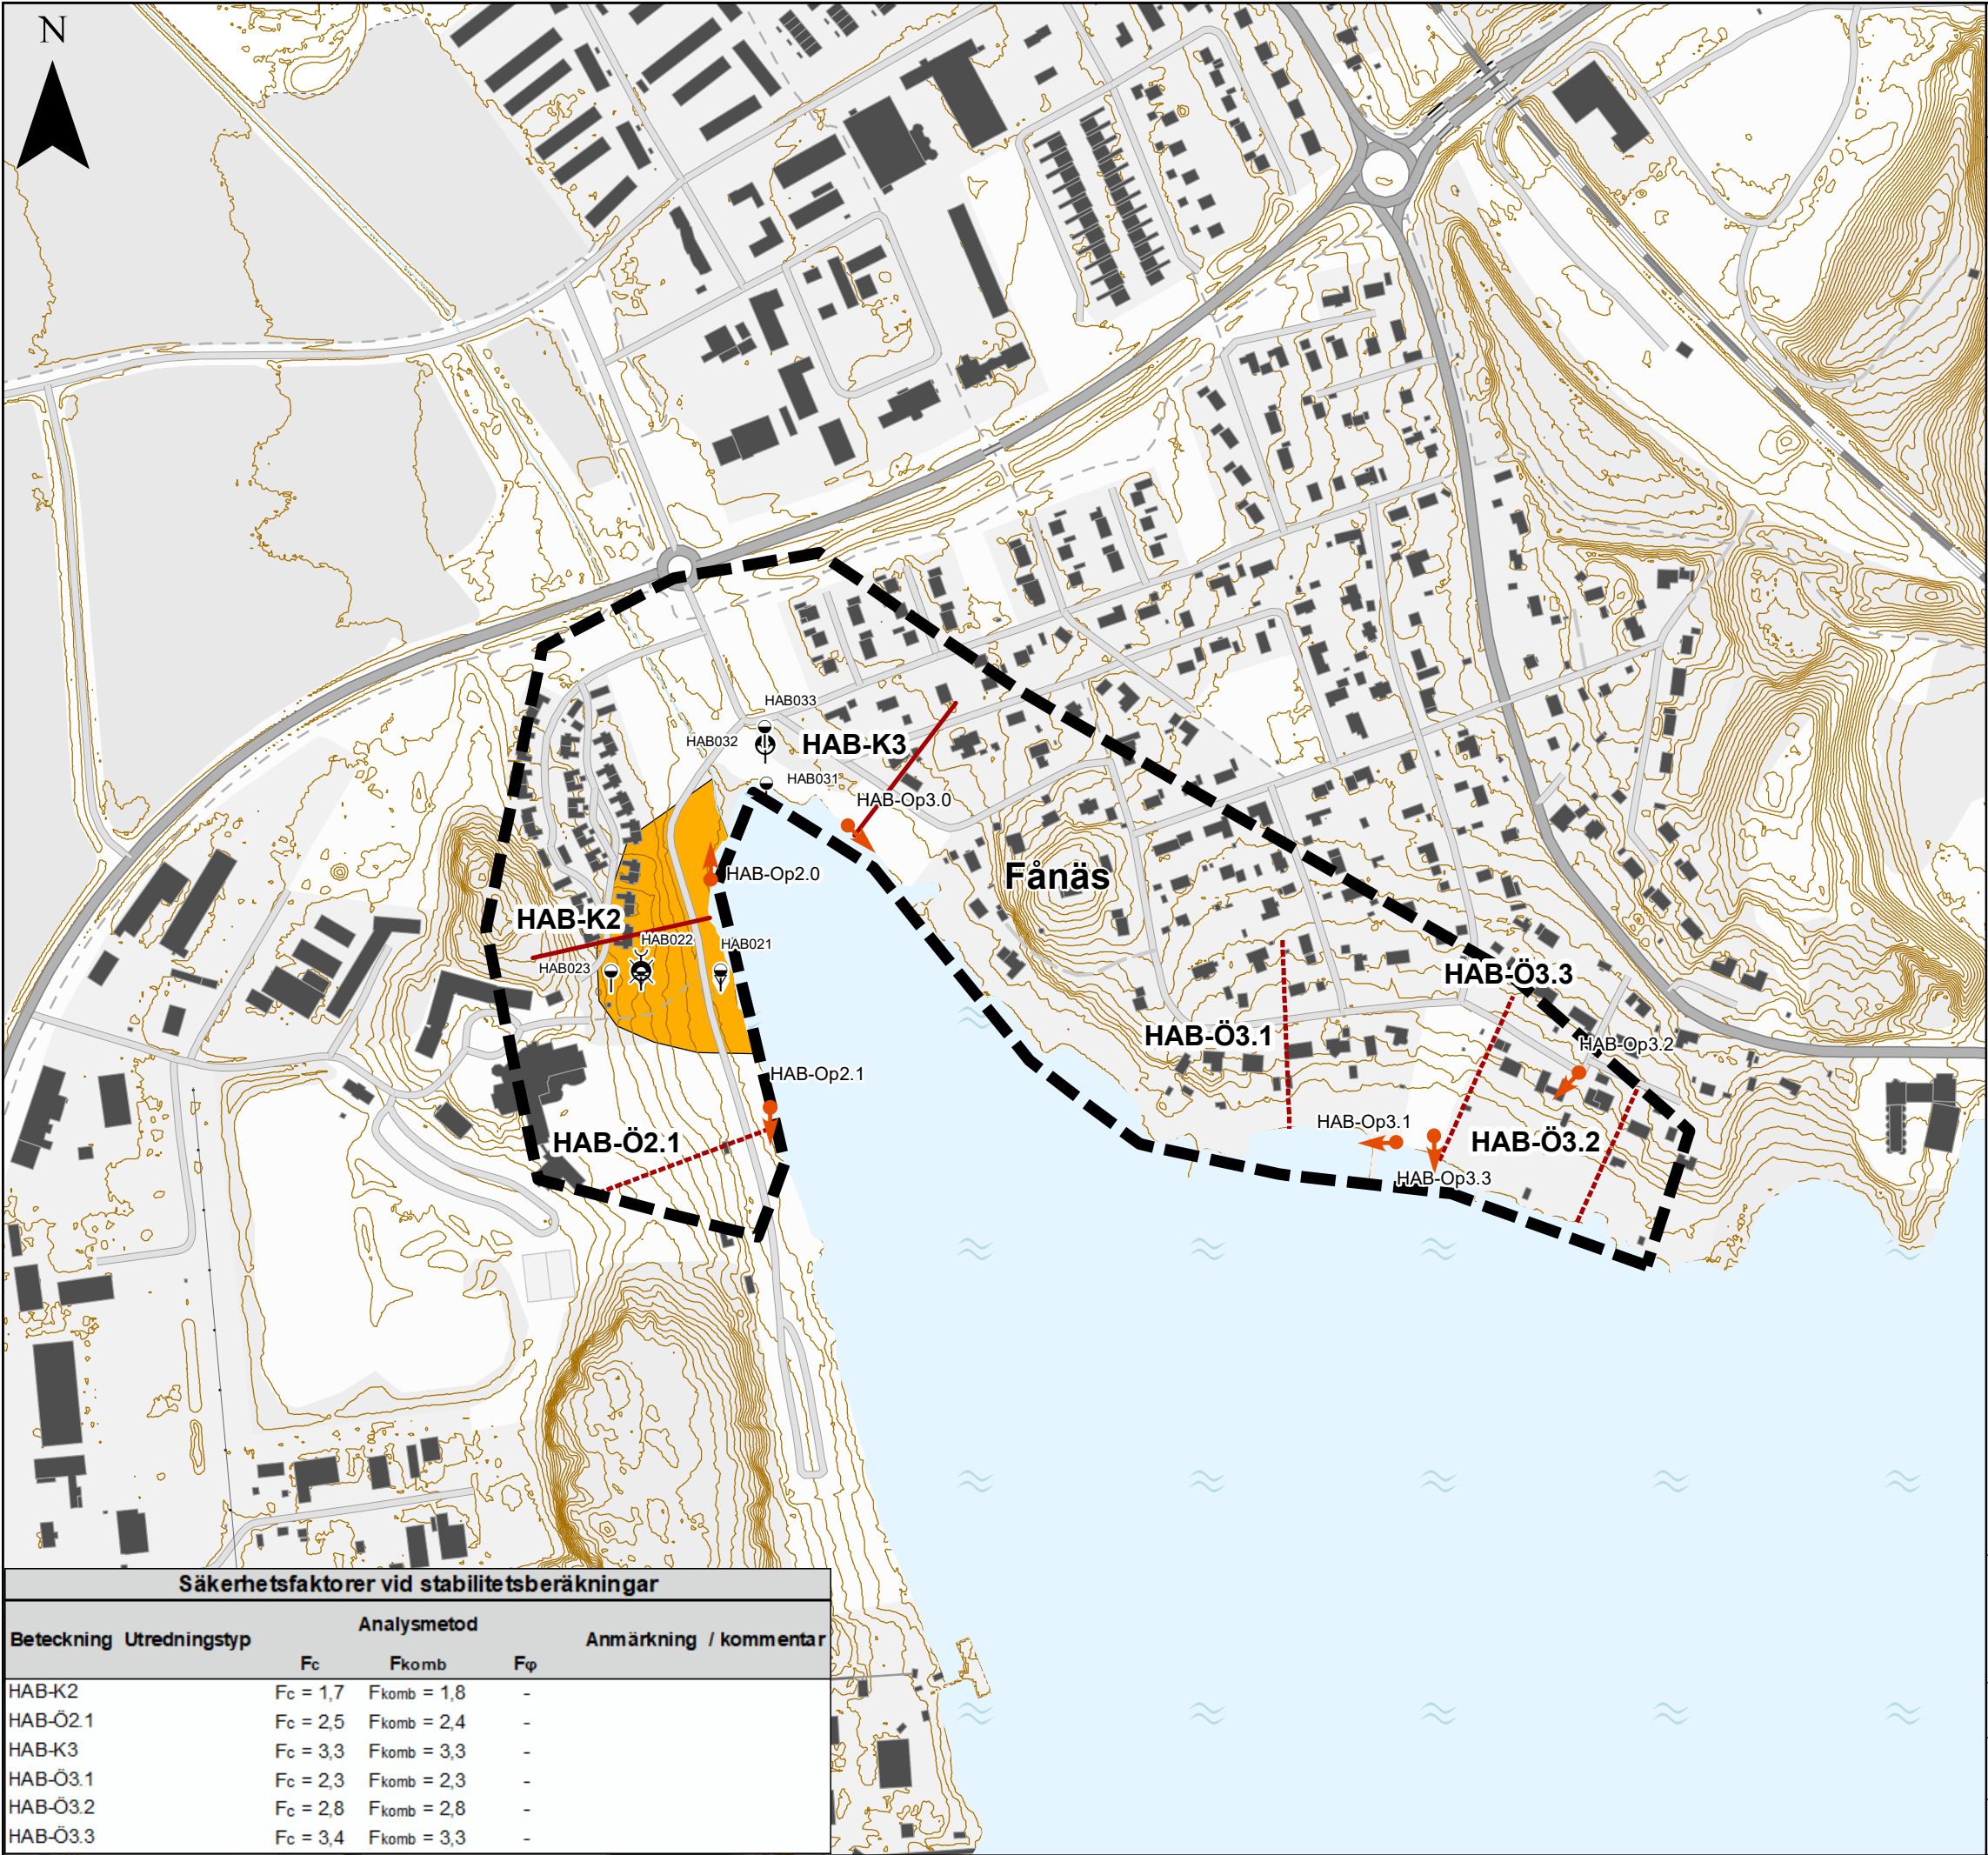 N
HAB033
HAB032
HAB-K3
HAB031
HAB-Op3.0
HAB-Op2.0
Fånäs
HAB-K2
HAB022
HAB021
HAB023
HAB-Ö3.3
HAB-Ö3.1
HAB-Op3.2
HAB-Op2.1
HAB-Op3.1
HAB-Ö2.1
HAB-Ö3.2
HAB-Op3.3
Säkerhetsfaktorer vid stabilitetsberäkningar
Beteckning Utredningstyp Analysmetod Anmärkning / kommentar
Fc Fkomb Fφ
HAB-K2 Fc = 1,7 Fkomb = 1,8 -
HAB-Ö2.1 Fc = 2,5 Fkomb = 2,4 -
HAB-K3 Fc = 3,3 Fkomb = 3,3 -
HAB-Ö3.1 Fc = 2,3 Fkomb = 2,3 -
HAB-Ö3.2 Fc = 2,8 Fkomb = 2,8 -
HAB-Ö3.3 Fc = 3,4 Fkomb = 3,3 -